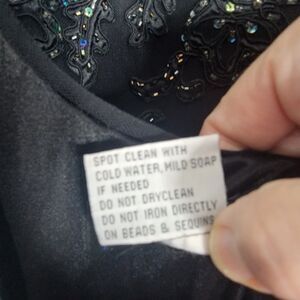 SPOT CLEAN WITH
COLD WATER, MILD SOAP
IF NEEDED
DO NOT DRYCLEAN
DO NOT IRON DIRECTLY
ON BEADS & SEQUINS